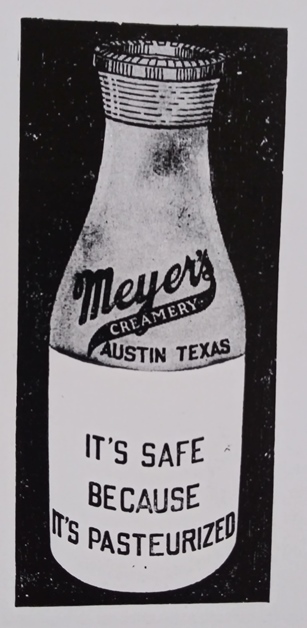 Meyer's
CREAMERY.
AUSTIN TEXAS
IT'S SAFE
BECAUSE
IT'S PASTEURIZED